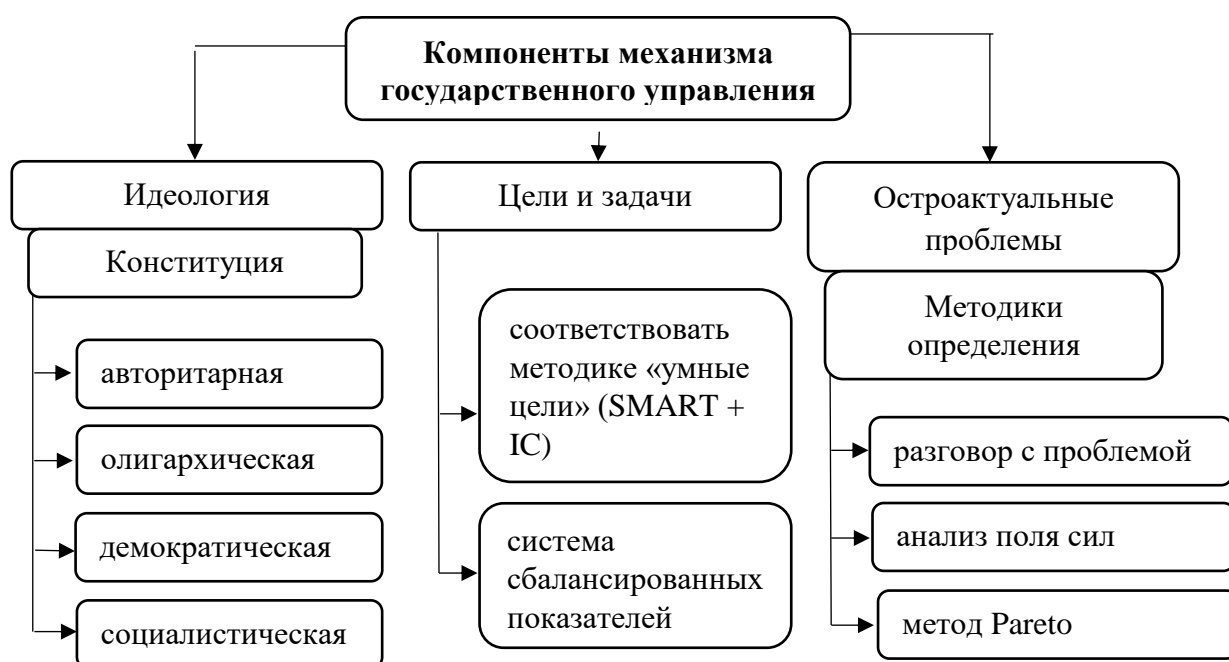 Компоненты механизма
государственного управления
Идеология
Конституция
авторитарная
олигархическая
демократическая
социалистическая
Цели и задачи
соответствовать
методике «умные
цели» (SMART +
IC)
система
сбалансированных
показателей
Остроактуальные
проблемы
Методики
определения
разговор с проблемой
анализ поля сил
метод Pareto